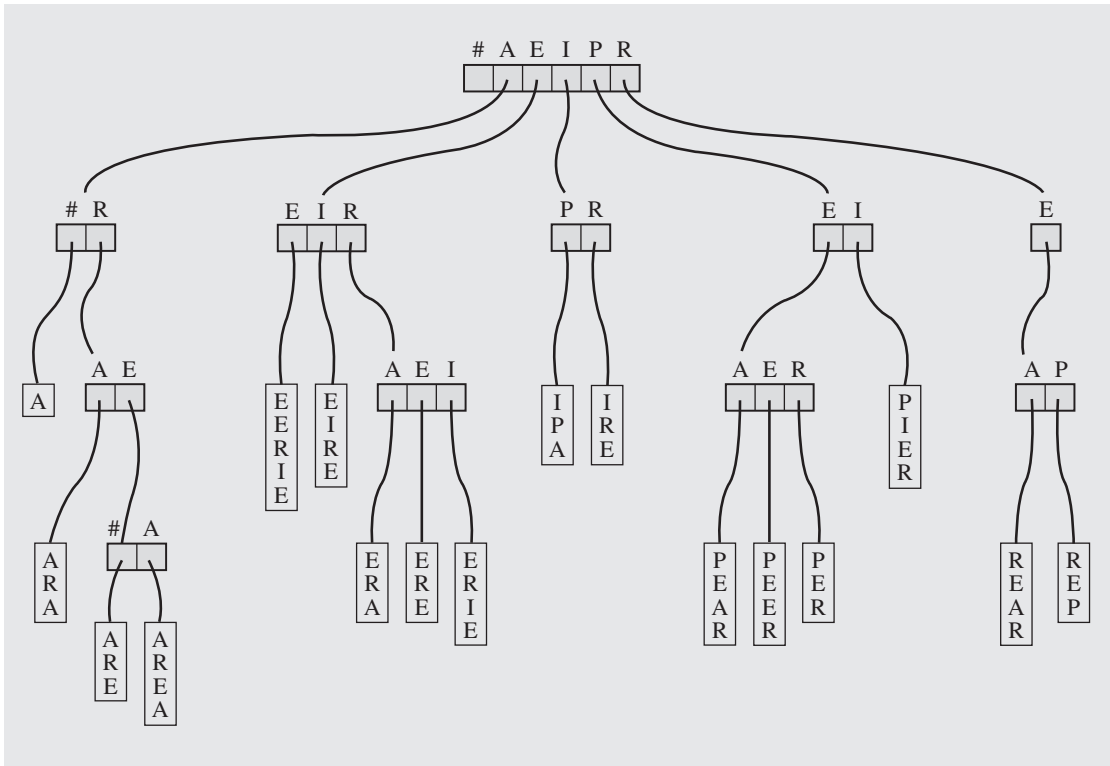 # A E I P R
# R
E I R
P R
E I
E
A E
A E I
A E R
A P
A
EERIE
EIRE
IPA
IRE
PIER
# A
ARA
ERA
ERE
ERIE
PEAR
PEER
PER
REAR
REP
ARE
AREA